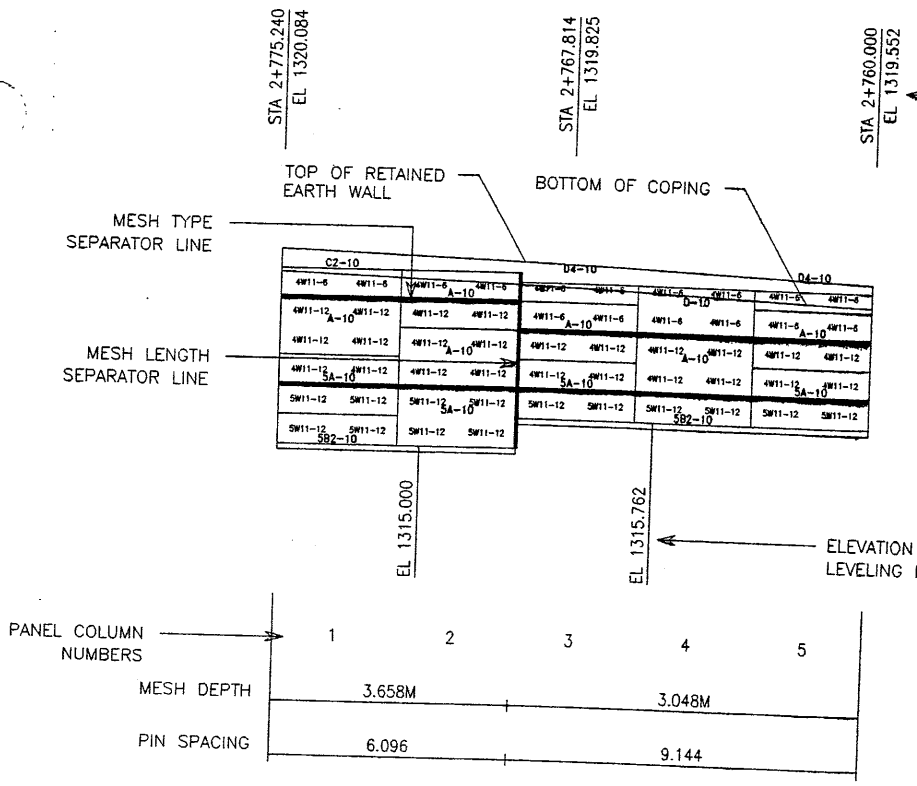 STA 2+775.240
EL 1320.084
STA 2+767.814
EL 1319.825
STA 2+760.000
EL 1319.552
TOP OF RETAINED
EARTH WALL
BOTTOM OF COPING
MESH TYPE
SEPARATOR LINE
C2-10 D4-10 D4-10
4W11-6 4W11-6 4W11-6 A-10 4W11-6 4W11-6 4W11-6 4W11-6 D-10 4W11-6 4W11-6 4W11-6
4W11-12 A-10 4W11-12 4W11-12 4W11-12 4W11-6 A-10 4W11-6 4W11-6 4W11-6 4W11-6 A-10 4W11-6
MESH LENGTH
SEPARATOR LINE
4W11-12 4W11-12 4W11-12 A-10 4W11-12 4W11-12 4W11-12 4W11-12 A-10 4W11-12 4W11-12 4W11-12
4W11-12 5A-10 4W11-12 4W11-12 4W11-12 4W11-12 5A-10 4W11-12 4W11-12 4W11-12 4W11-12 5A-10 4W11-12
5W11-12 5W11-12 5W11-12 5A-10 5W11-12 5W11-12 5W11-12 5W11-12 5B2-10 5W11-12 5W11-12 5W11-12
5W11-12 5B2-10 5W11-12 5W11-12 5W11-12
EL 1315.000
EL 1315.762
ELEVATION
LEVELING
PANEL COLUMN
NUMBERS
1 2 3 4 5
MESH DEPTH 3.658M 3.048M
PIN SPACING 6.096 9.144